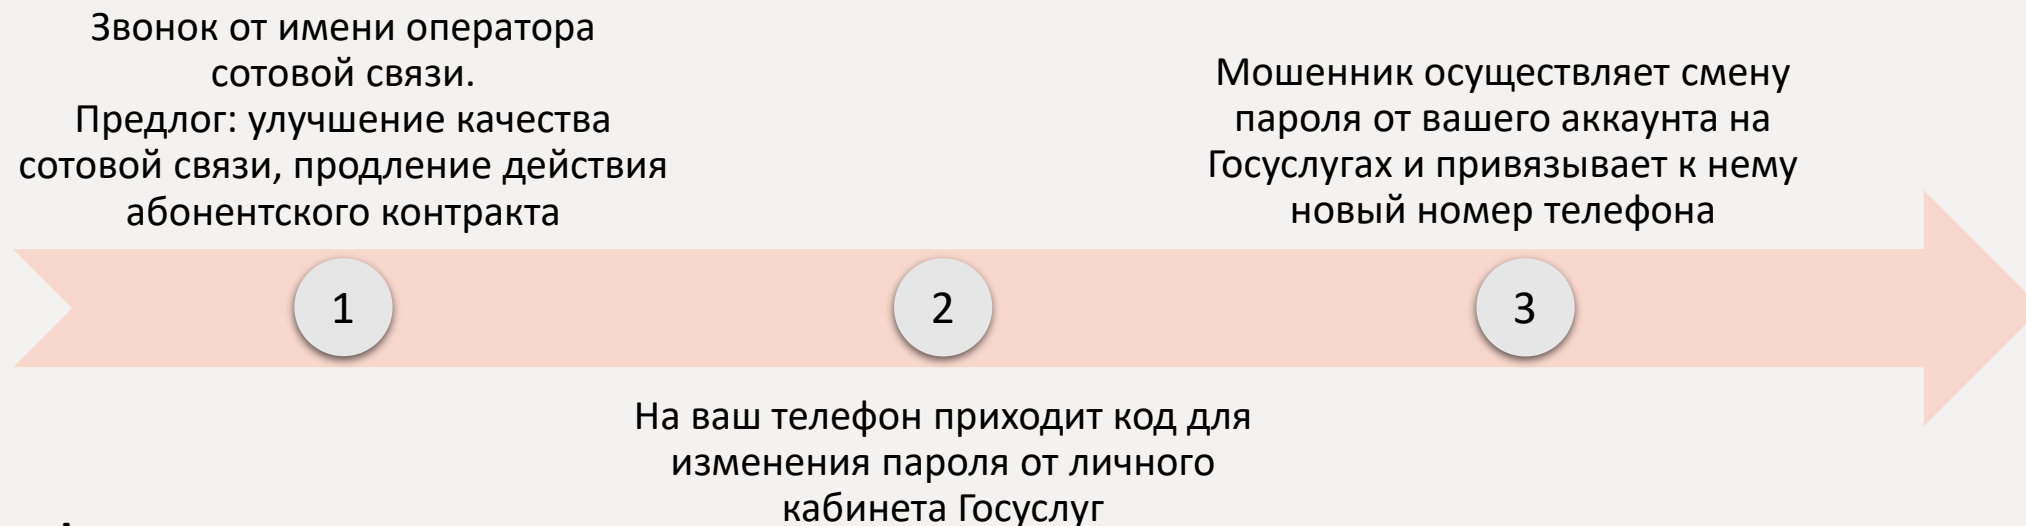 Звонок от имени оператора
сотовой связи.
Предлог: улучшение качества
сотовой связи, продление действия
абонентского контракта
1
На ваш телефон приходит код для
изменения пароля от личного
кабинета Госуслуг
2
Мошенник осуществляет смену
пароля от вашего аккаунта на
Госуслугах и привязывает к нему
новый номер телефона
3